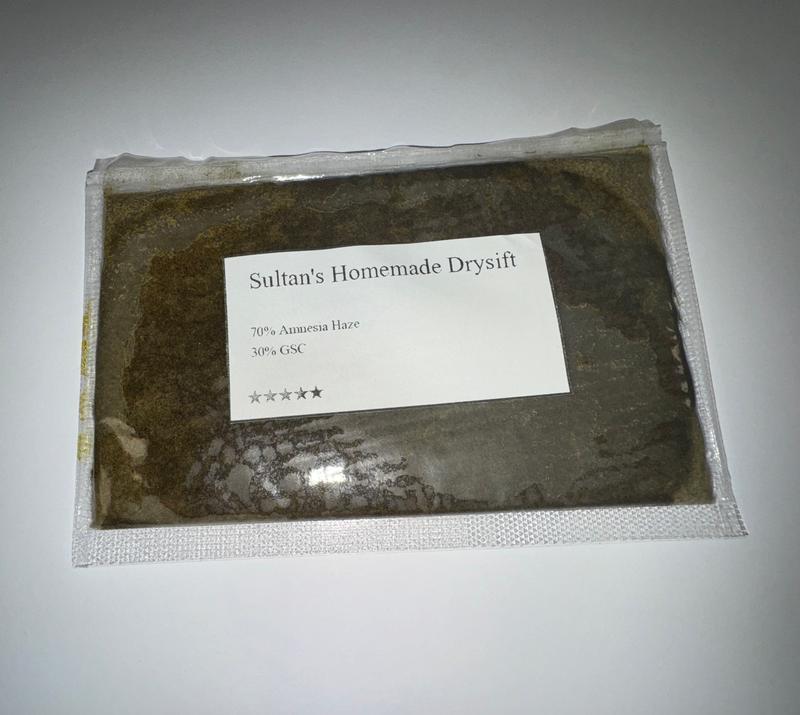 Sultan's Homemade Drysift
70% Amnesia Haze
30% GSC
★★★★★